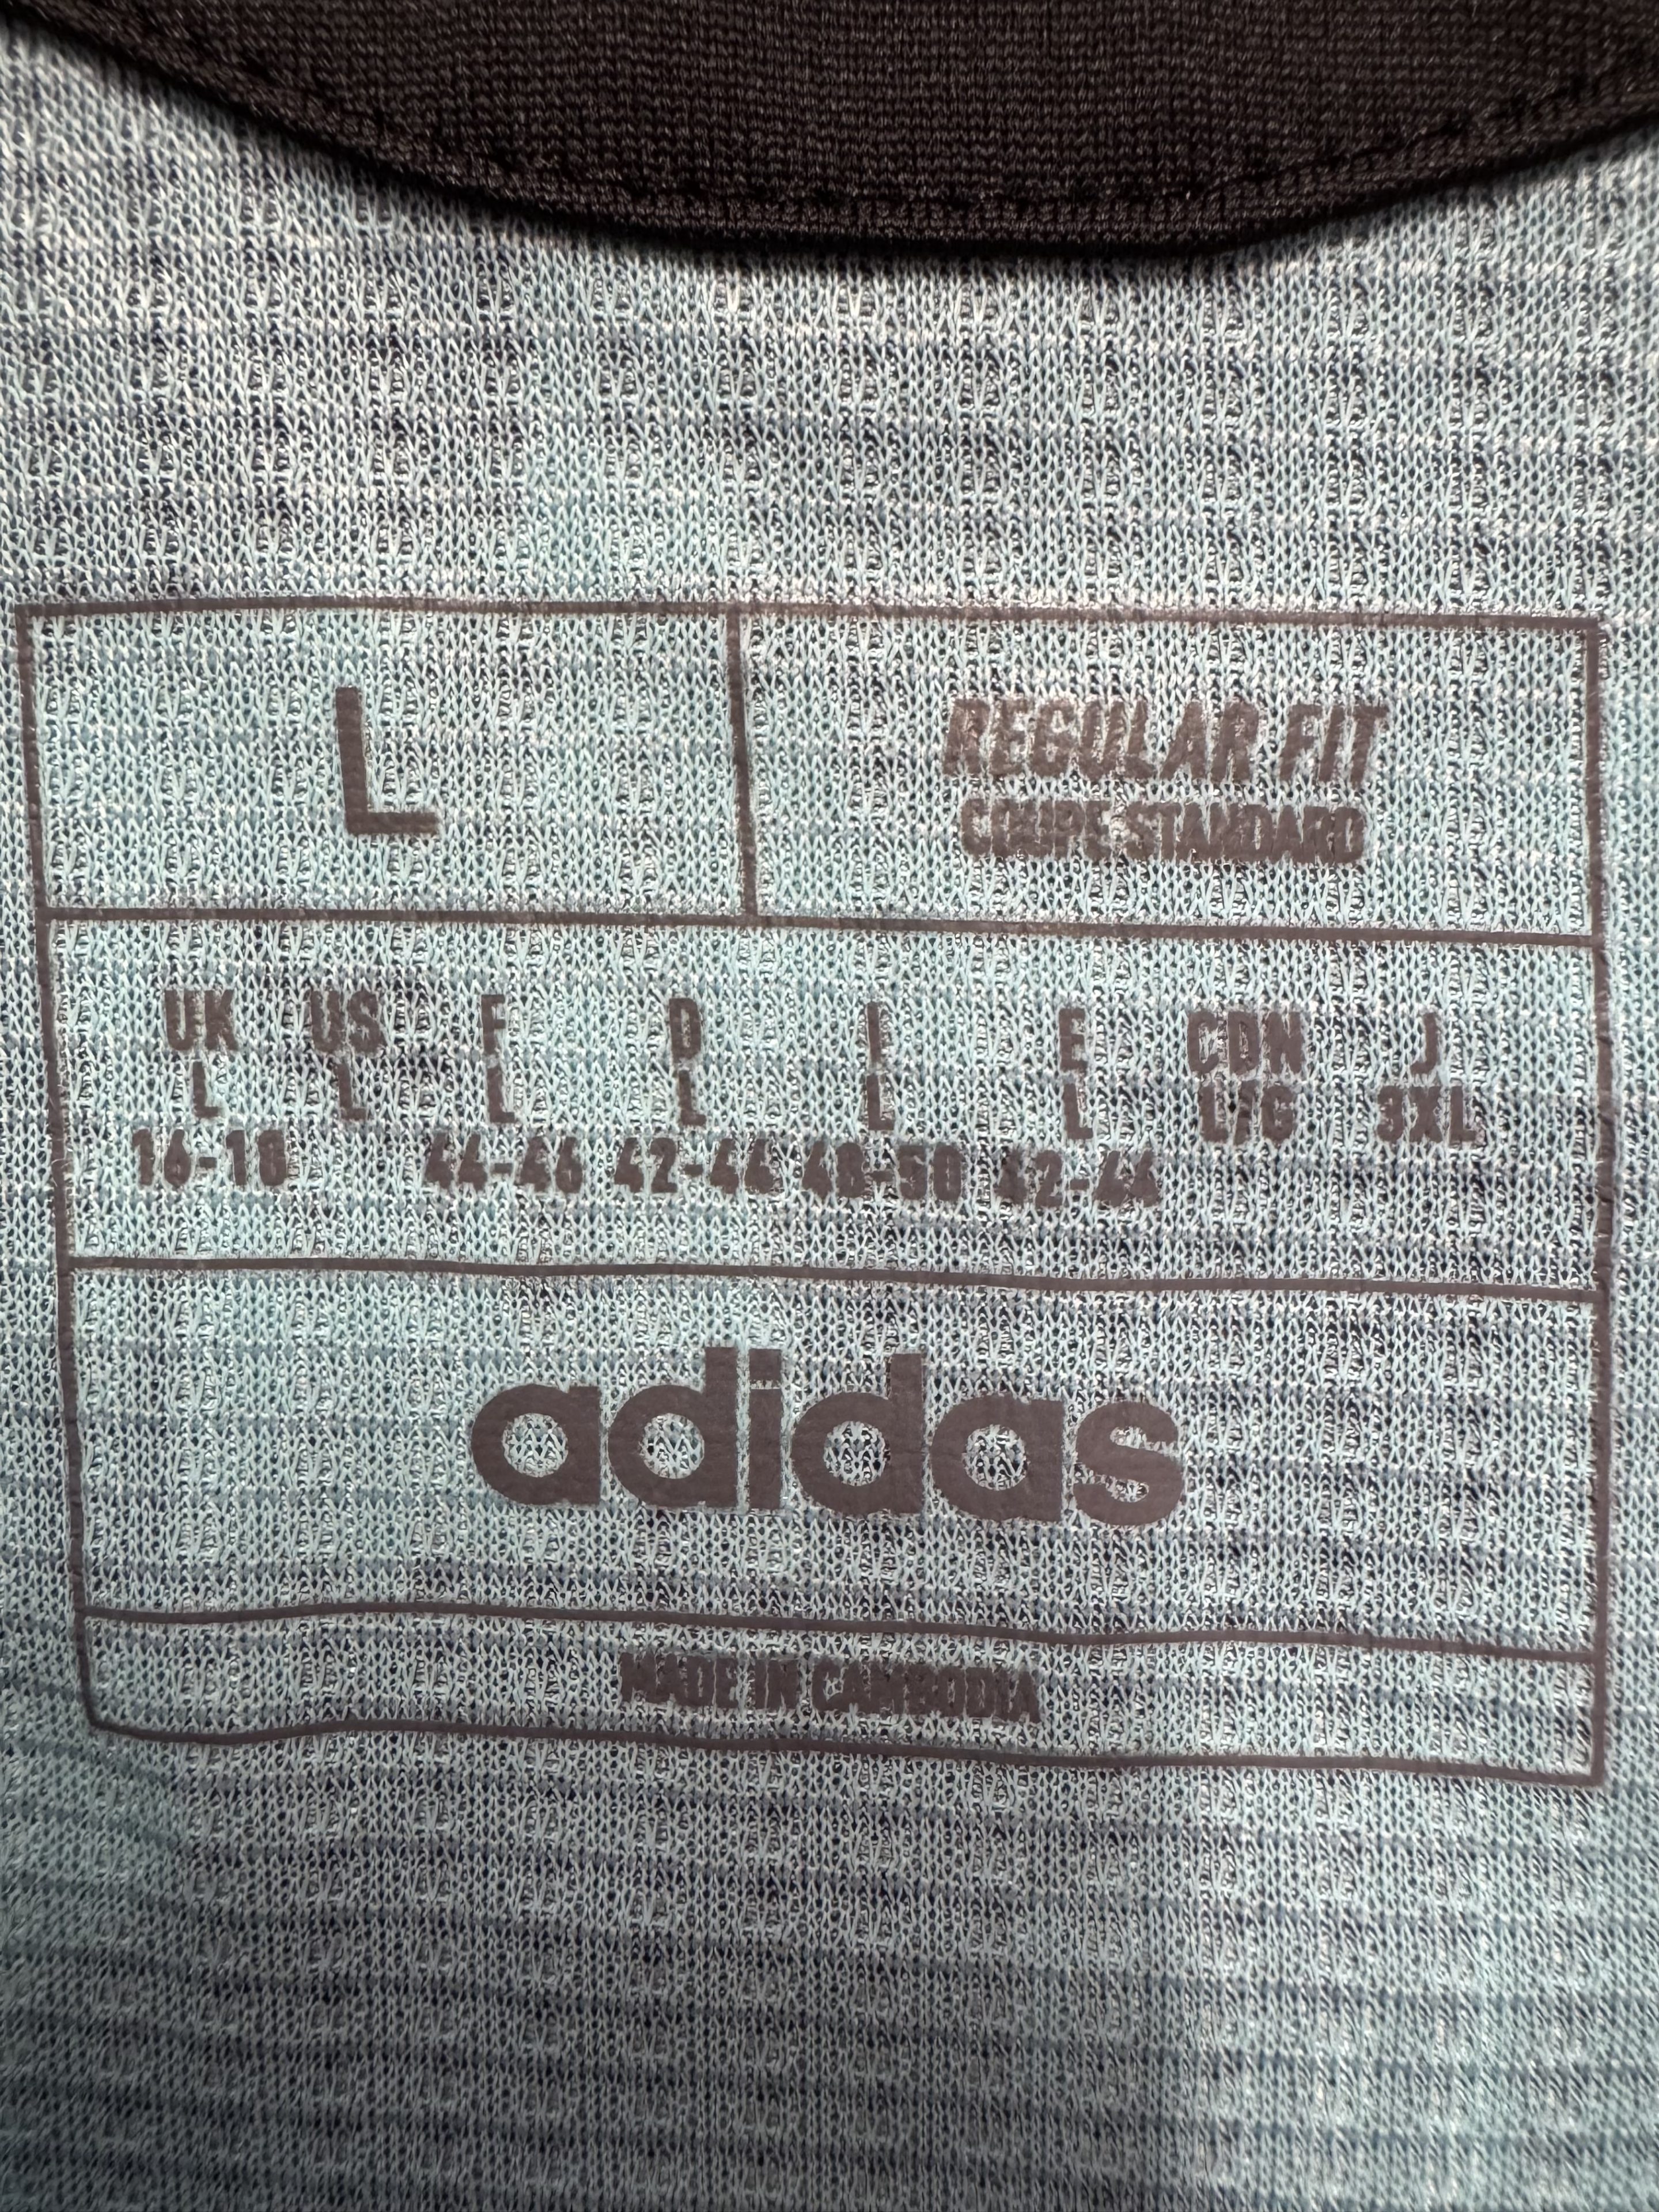 L
REGULAR FIT
COUPE STANDARD
UK US F D I E CDN J
L L L L L L L/G 3XL
16-18 44-46 42-44 48-50 42-44
adidas
MADE IN CAMBODIA